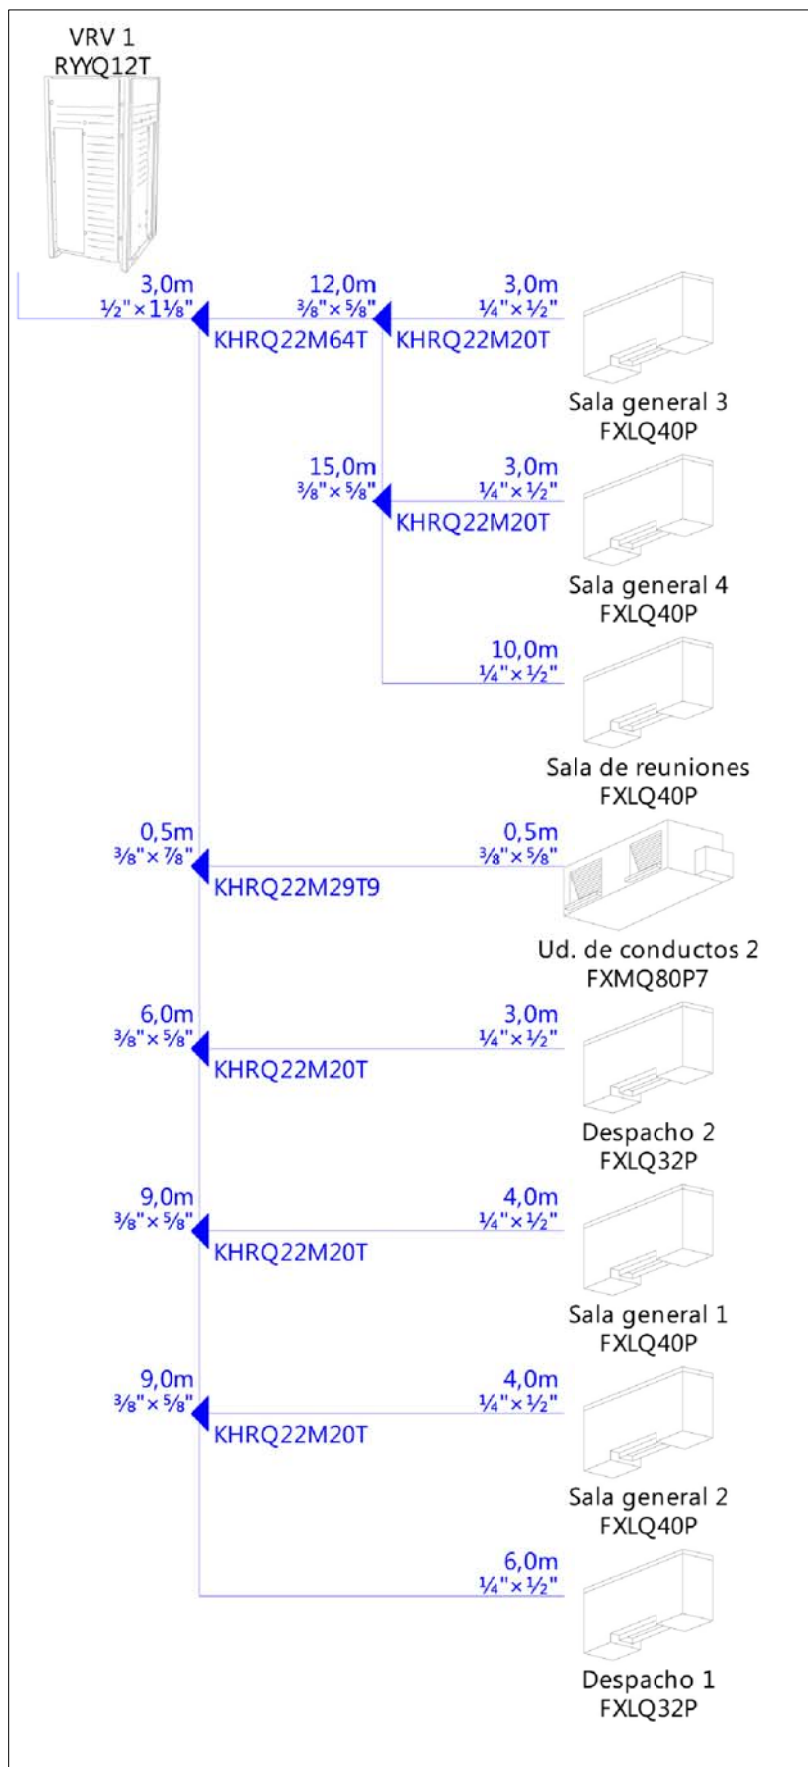 VRV 1
RYYQ12T
3,0m 12,0m 3,0m
½"×1⅛" ⅜"×⅝" ¼"×½"
KHRQ22M64T KHRQ22M20T
Sala general 3
FXLQ40P
15,0m 3,0m
⅜"×⅝" ¼"×½"
KHRQ22M20T
Sala general 4
FXLQ40P
10,0m
¼"×½"
Sala de reuniones
FXLQ40P
0,5m 0,5m
⅜"×⅞" ⅜"×⅝"
KHRQ22M29T9
Ud. de conductos 2
FXMQ80P7
6,0m 3,0m
⅜"×⅝" ¼"×½"
KHRQ22M20T
Despacho 2
FXLQ32P
9,0m 4,0m
⅜"×⅝" ¼"×½"
KHRQ22M20T
Sala general 1
FXLQ40P
9,0m 4,0m
⅜"×⅝" ¼"×½"
KHRQ22M20T
Sala general 2
FXLQ40P
6,0m
¼"×½"
Despacho 1
FXLQ32P